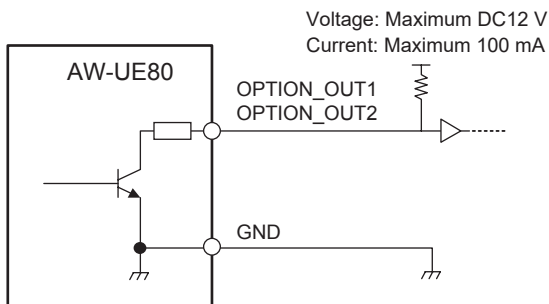 Voltage: Maximum DC12 V
Current: Maximum 100 mA
AW-UE80
OPTION_OUT1
OPTION_OUT2
GND